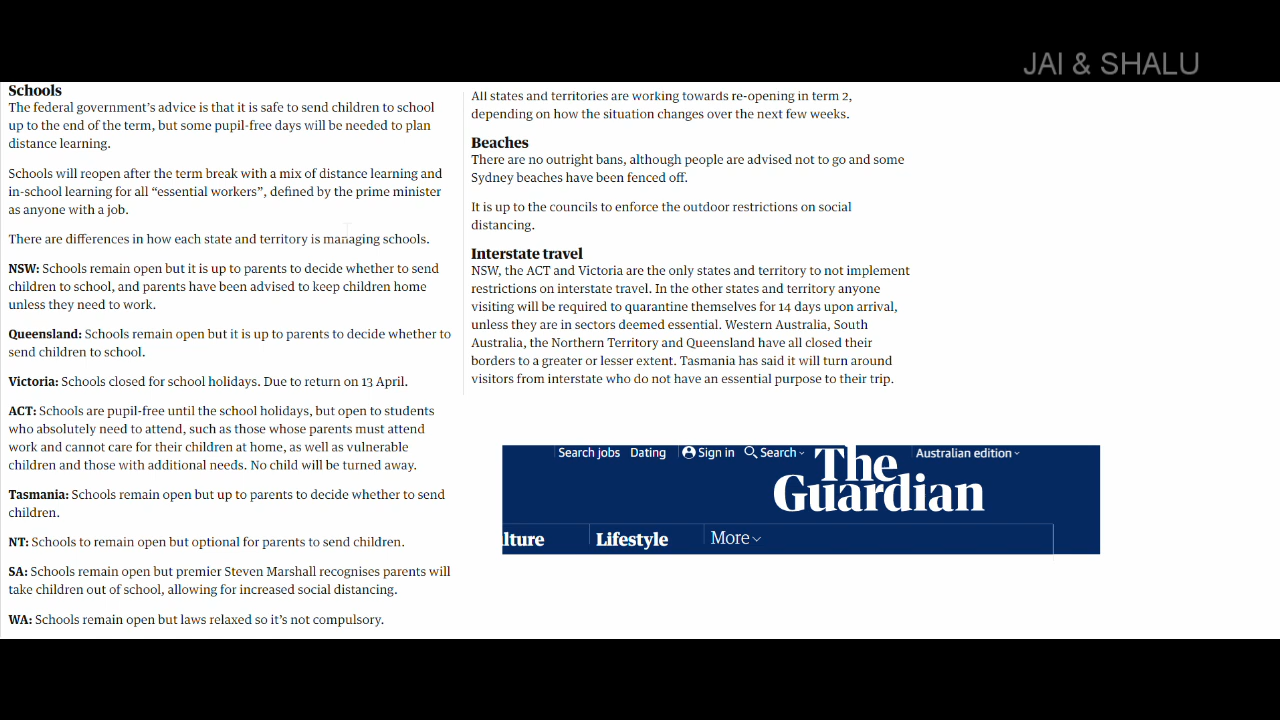 JAI & SHALU
Schools
The federal government’s advice is that it is safe to send children to school
up to the end of the term, but some pupil-free days will be needed to plan
distance learning.
Schools will reopen after the term break with a mix of distance learning and
in-school learning for all “essential workers”, defined by the prime minister
as anyone with a job.
There are differences in how each state and territory is managing schools.
NSW: Schools remain open but it is up to parents to decide whether to send
children to school, and parents have been advised to keep children home
unless they need to work.
Queensland: Schools remain open but it is up to parents to decide whether to
send children to school.
Victoria: Schools closed for school holidays. Due to return on 13 April.
ACT: Schools are pupil-free until the school holidays, but open to students
who absolutely need to attend, such as those whose parents must attend
work and cannot care for their children at home, as well as vulnerable
children and those with additional needs. No child will be turned away.
Tasmania: Schools remain open but up to parents to decide whether to send
children.
NT: Schools to remain open but optional for parents to send children.
SA: Schools remain open but premier Steven Marshall recognises parents will
take children out of school, allowing for increased social distancing.
WA: Schools remain open but laws relaxed so it’s not compulsory.
All states and territories are working towards re-opening in term 2,
depending on how the situation changes over the next few weeks.
Beaches
There are no outright bans, although people are advised not to go and some
Sydney beaches have been fenced off.
It is up to the councils to enforce the outdoor restrictions on social
distancing.
Interstate travel
NSW, the ACT and Victoria are the only states and territory to not implement
restrictions on interstate travel. In the other states and territory anyone
visiting will be required to quarantine themselves for 14 days upon arrival,
unless they are in sectors deemed essential. Western Australia, South
Australia, the Northern Territory and Queensland have all closed their
borders to a greater or lesser extent. Tasmania has said it will turn around
visitors from interstate who do not have an essential purpose to their trip.
Search jobs Dating Sign in Search Australian edition
The
Guardian
lture Lifestyle More